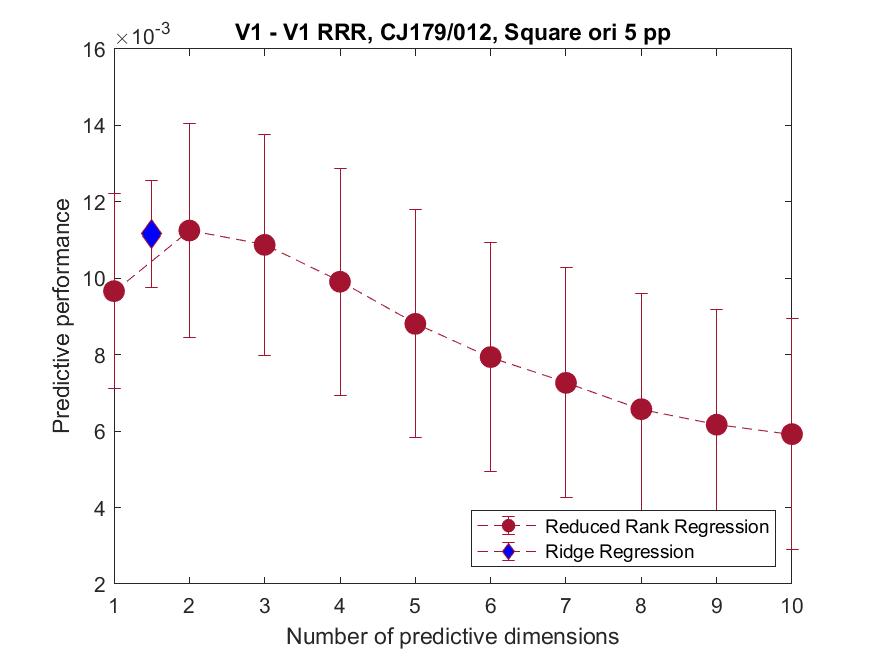 V1 - V1 RRR, CJ179/012, Square ori 5 pp
×10-3
16
14
12
10
8
6
4
2
Predictive performance
1 2 3 4 5 6 7 8 9 10
Number of predictive dimensions
Reduced Rank Regression
Ridge Regression